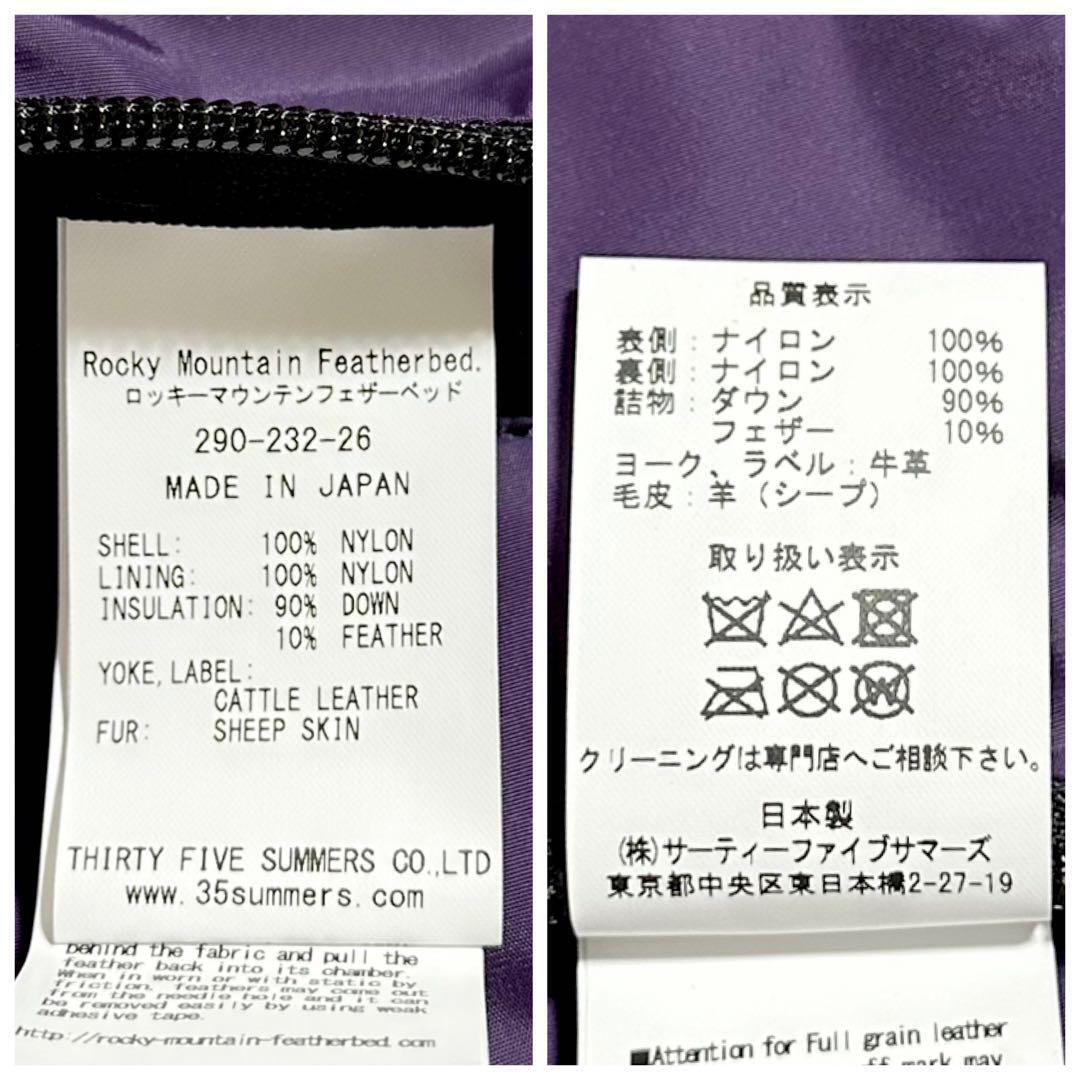 Rocky Mountain Featherbed.
ロッキーマウンテンフェザーベッド
290-232-26
MADE IN JAPAN
SHELL: 100% NYLON
LINING: 100% NYLON
INSULATION: 90% DOWN
10% FEATHER
YOKE, LABEL:
CATTLE LEATHER
FUR: SHEEP SKIN
THIRTY FIVE SUMMERS CO.,LTD
www.35summers.com
behind the fabric and pull the
feather back into its chamber.
When in worn or with static by
friction, feathers may come out
from the needle hole and it can
be removed easily by using weak
adhesive tape.
http://rocky-mountain-featherbed.com
品質表示
表側:ナイロン 100%
裏側:ナイロン 100%
詰物:ダウン 90%
フェザー 10%
ヨーク、ラベル:牛革
毛皮:羊(シープ)
取り扱い表示
W
クリーニングは専門店へご相談下さい。
日本製
(株)サーティーファイブサマーズ
東京都中央区東日本橋2-27-19
■Attention for Full grain leather
mark may